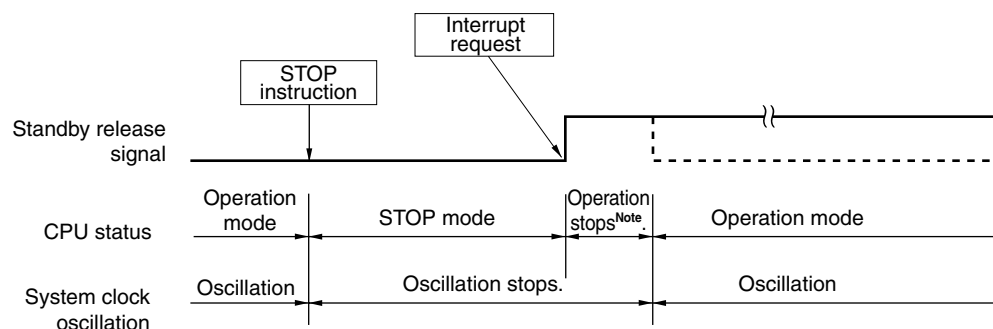 Interrupt
request
STOP
instruction
Standby release
signal
Operation
mode
STOP mode
Operation
stopsNote.
Operation mode
CPU status
Oscillation
Oscillation stops.
Oscillation
System clock
oscillation